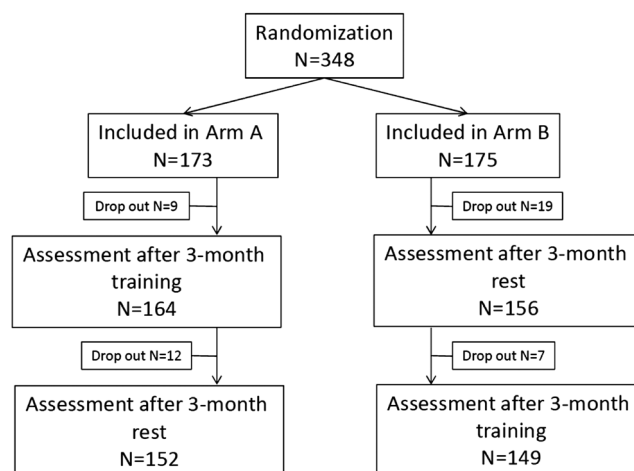 Randomization
N=348
Included in Arm A
N=173
Included in Arm B
N=175
Drop out N=9
Drop out N=19
Assessment after 3-month
training
N=164
Assessment after 3-month
rest
N=156
Drop out N=12
Drop out N=7
Assessment after 3-month
rest
N=152
Assessment after 3-month
training
N=149